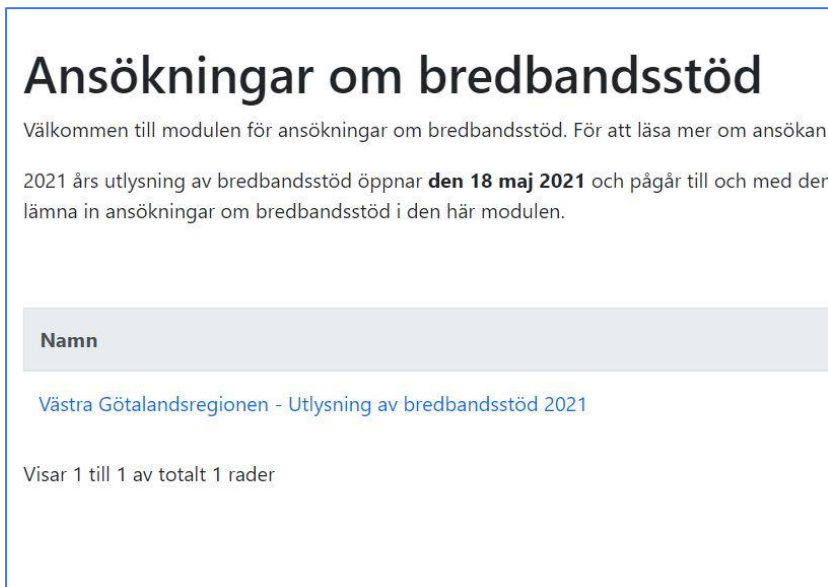 Ansökningar om bredbandsstöd
Välkommen till modulen för ansökningar om bredbandsstöd. För att läsa mer om ansökan
2021 års utlysning av bredbandsstöd öppnar den 18 maj 2021 och pågår till och med den
lämna in ansökningar om bredbandsstöd i den här modulen.
Namn
Västra Götalandsregionen - Utlysning av bredbandsstöd 2021
Visar 1 till 1 av totalt 1 rader